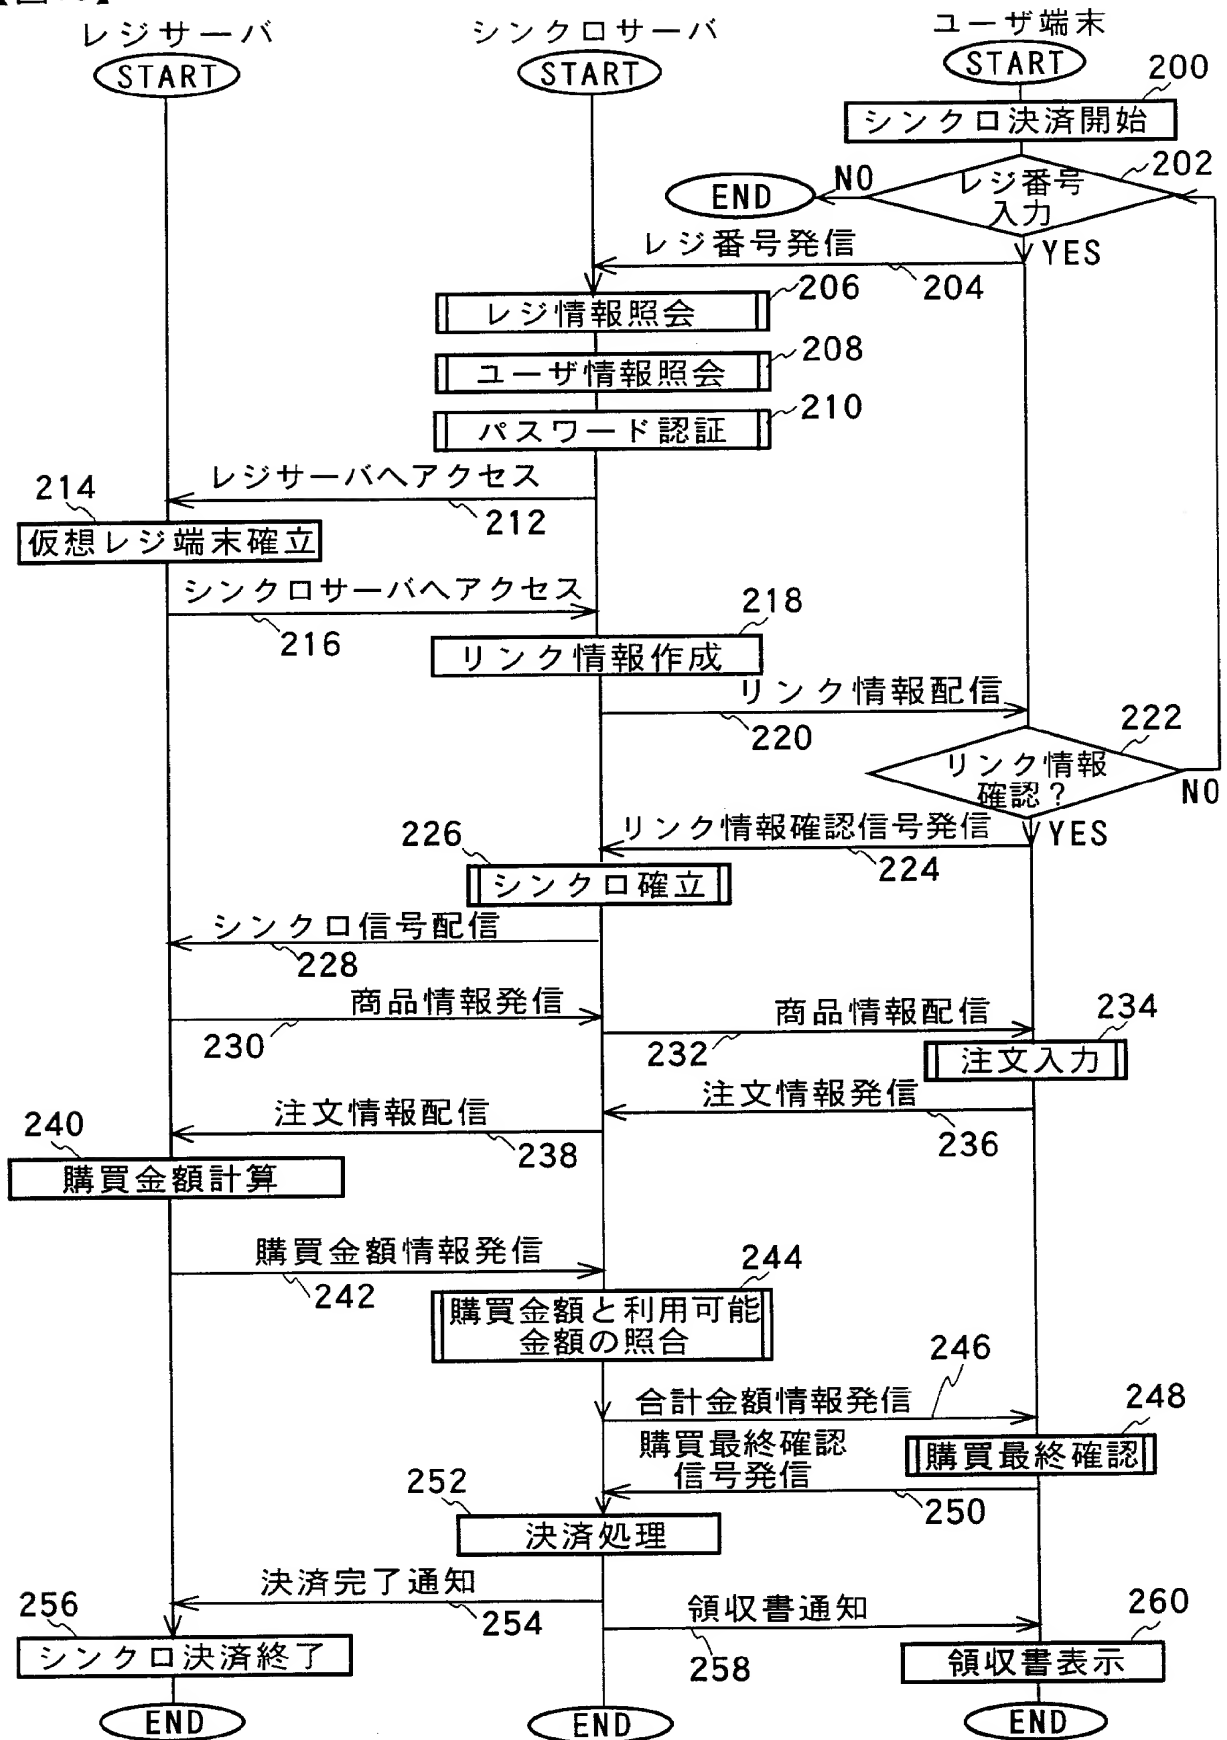 レジサーバ
シンクロサーバ
ユーザ端末
START
START
START
200
シンクロ決済開始
202
レジ番号
入力
NO
END
YES
レジ番号発信
204
206
レジ情報照会
208
ユーザ情報照会
210
パスワード認証
レジサーバへアクセス
212
214
仮想レジ端末確立
シンクロサーバへアクセス
216
218
リンク情報作成
リンク情報配信
220
222
リンク情報
確認?
NO
YES
リンク情報確認信号発信
224
226
シンクロ確立
シンクロ信号配信
228
商品情報発信
230
商品情報配信
232
234
注文入力
注文情報発信
236
注文情報配信
238
240
購買金額計算
購買金額情報発信
242
244
購買金額と利用可能
金額の照合
246
合計金額情報発信
248
購買最終確認
購買最終確認
信号発信
250
252
決済処理
決済完了通知
254
256
シンクロ決済終了
領収書通知
258
260
領収書表示
END
END
END